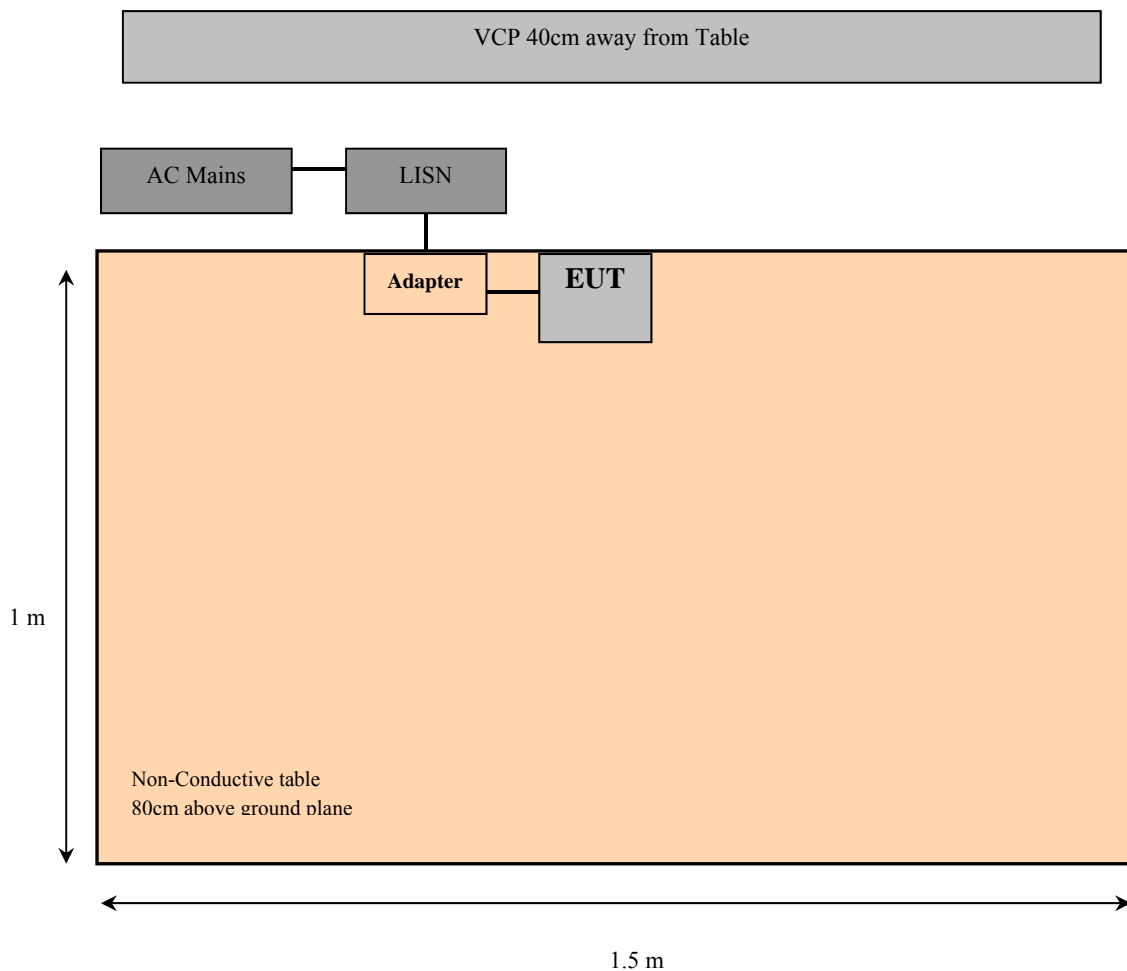 VCP 40cm away from Table
AC Mains
LISN
Adapter
EUT
1 m
Non-Conductive table
80cm above ground plane
1.5 m